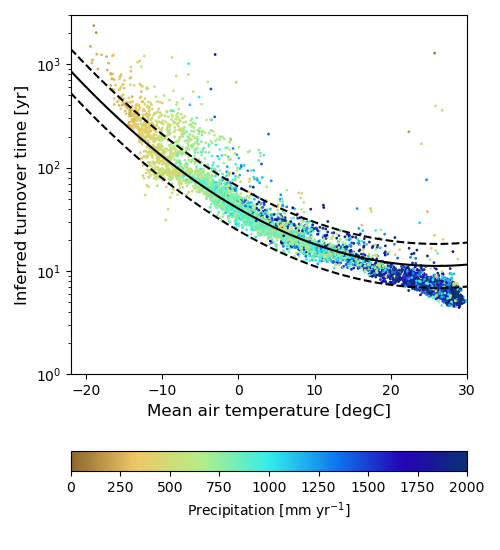 10³
10²
10¹
10⁰
Inferred turnover time [yr]
−20 −10 0 10 20 30
Mean air temperature [degC]
0 250 500 750 1000 1250 1500 1750 2000
Precipitation [mm yr⁻¹]